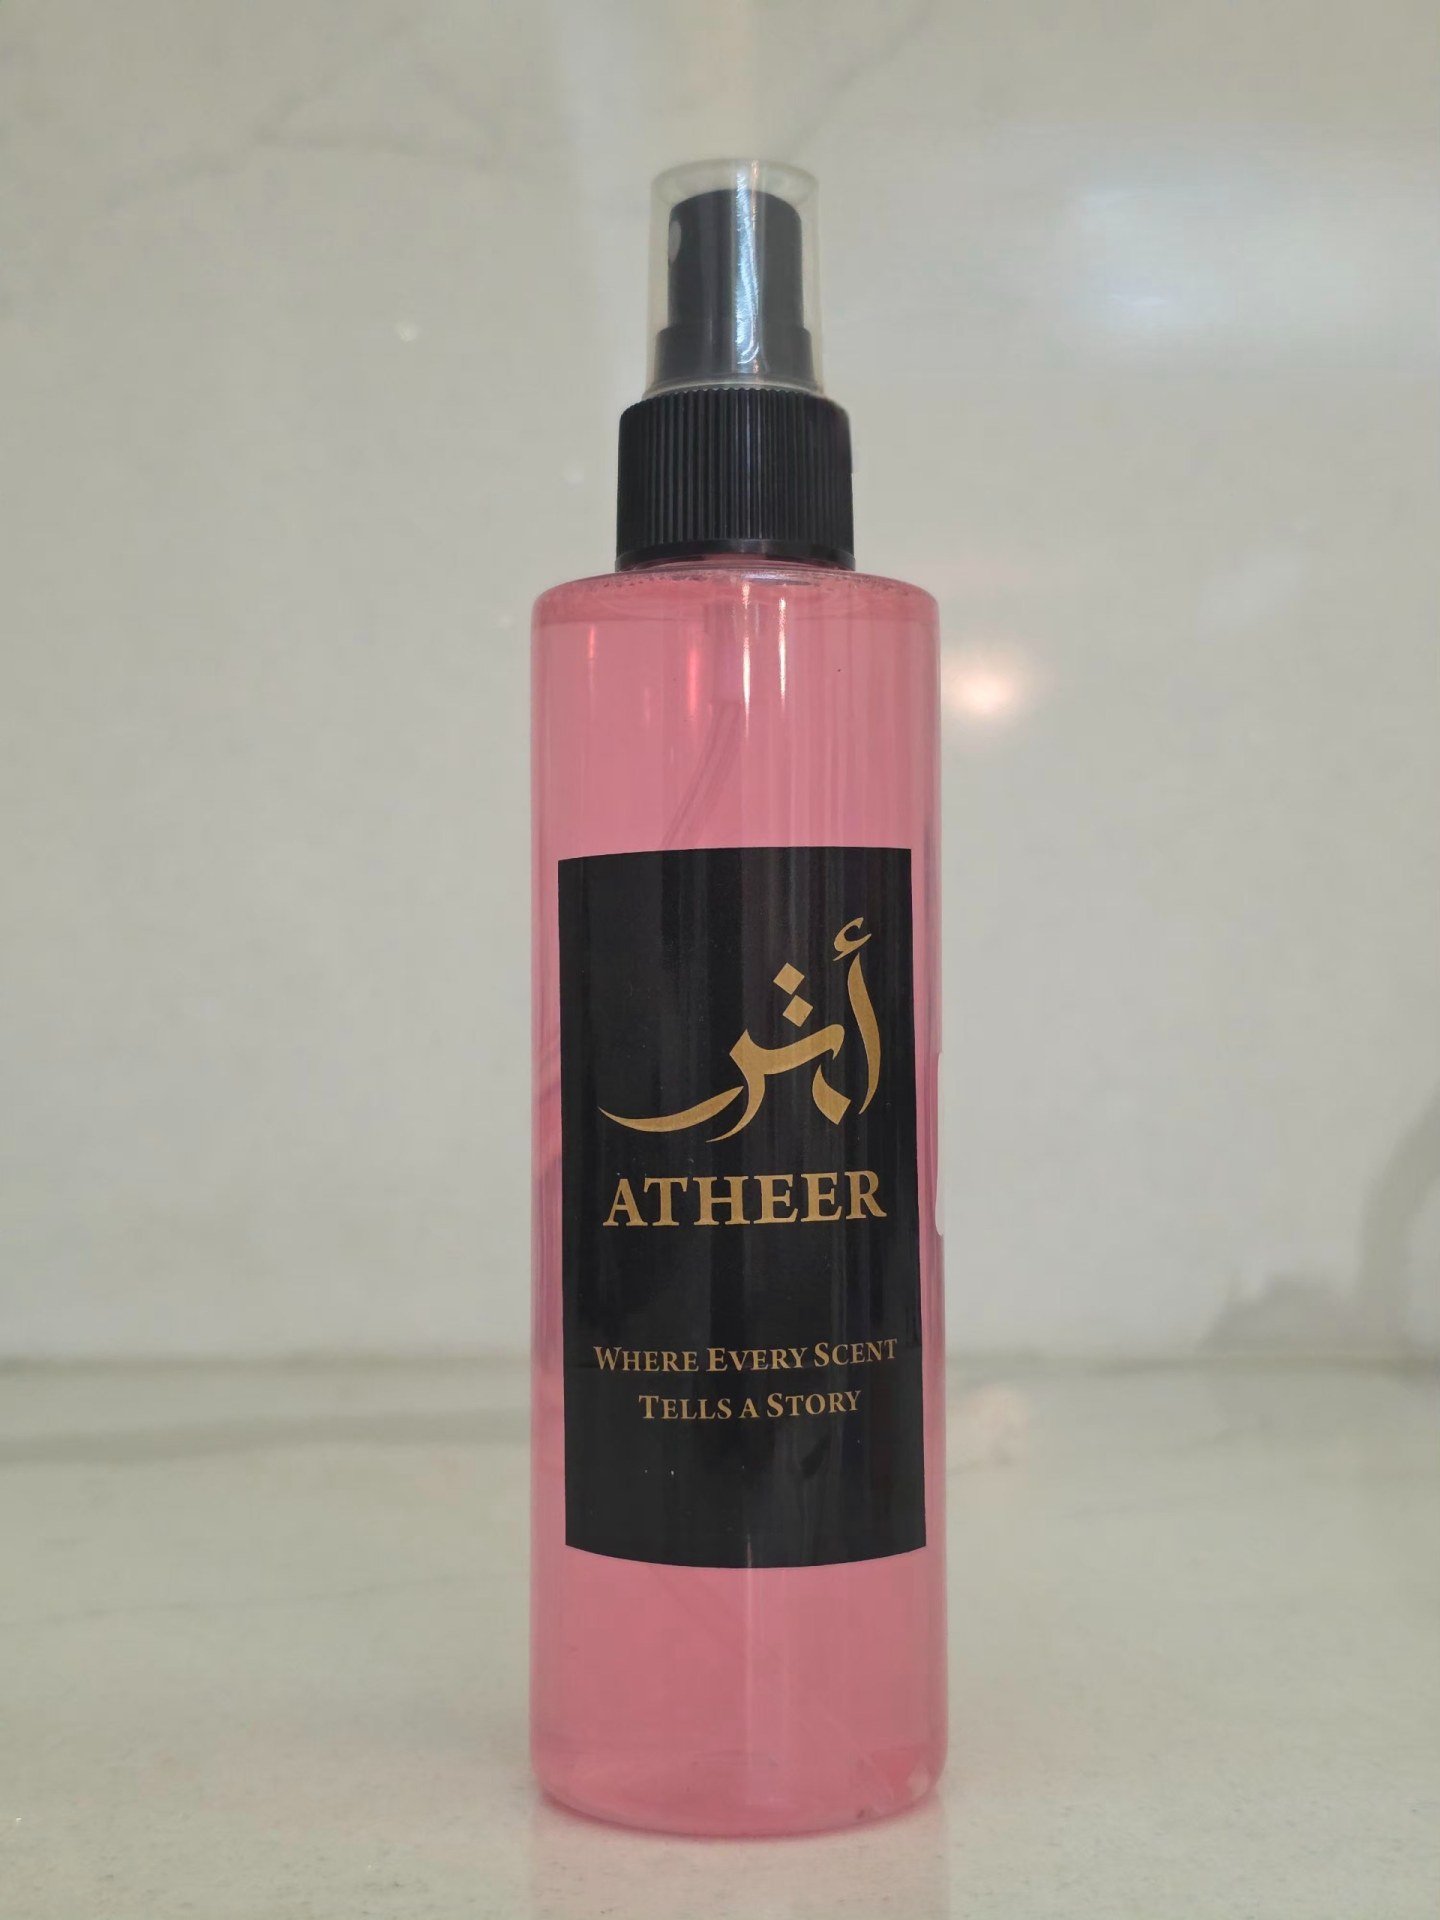 أثر
ATHEER
WHERE EVERY SCENT
TELLS A STORY